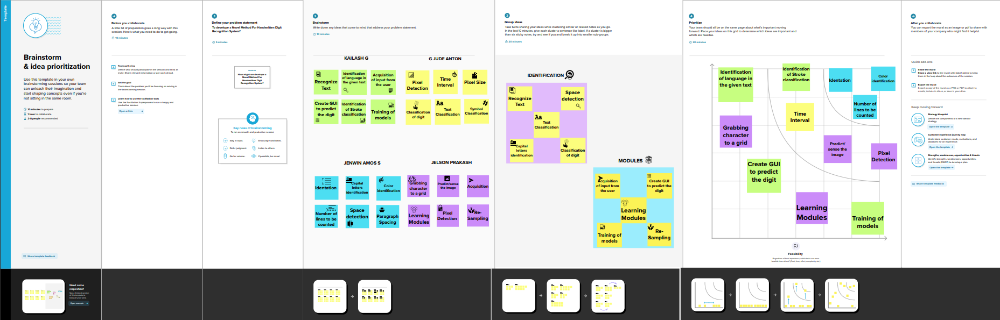 Template
Brainstorm
& idea prioritization
Use this template in your own
brainstorming sessions so your team
can unleash their imagination and
start shaping concepts even if you're
not sitting in the same room.
10 minutes to prepare
1 hour to collaborate
2-8 people recommended
Share template feedback
Need some
inspiration?
See a finished version
of this template to
kickstart your work.
Open example
Before you collaborate
A little bit of preparation goes a long way with this
session. Here's what you need to do to get going.
10 minutes
A
Team gathering
Define who should participate in the session and send an
invite. Share relevant information or pre-work ahead.
B
Set the goal
Think about the problem you'll be focusing on solving in
the brainstorming session.
C
Learn how to use the facilitation tools
Use the Facilitation Superpowers to run a happy and
productive session.
Open article
1
Define your problem statement
To develope a Novel Method For Handwritten Digit
Recognition System?
5 minutes
PROBLEM
How might we develope a
Novel Method For
Handwritten Digit
Recognition System?
Key rules of brainstorming
To run an smooth and productive session
Stay in topic.
Encourage wild ideas.
Defer judgment.
Listen to others.
Go for volume.
If possible, be visual.
2
Brainstorm
Write down any ideas that come to mind that address your problem statement.
10 minutes
KAILASH G
Recognize
Text
Identification
of language in
the given text
Acquisition
of input from
the user
Create GUI
to predict
the digit
Identification
of Stroke
classification
Training of
models
G JUDE ANTON
Pixel
Detection
Time
Interval
Pixel Size
Classification
of digit
Aa
Text
Classification
Symbol
Classification
JENWIN AMOS S
Identation
Capital
letters
identification
Color
identification
Number of
lines to be
counted
Space
detection
Paragraph
Spacing
JELSON PRAKASH
Grabbing
character
to a grid
Predict/sense
the image
Acquisition
Learning
Modules
Pixel
Detection
Re-
Sampling
3
Group ideas
Take turns sharing your ideas while clustering similar or related notes as you go.
In the last 10 minutes, give each cluster a sentence-like label. If a cluster is bigger
than six sticky notes, try and see if you and break it up into smaller sub-groups.
20 minutes
IDENTIFICATION
Recognize
Text
Space
detection
Aa
Text
Classification
Capital
letters
identification
Classification
of digit
MODULES
Acquisition
of input from
the user
Create GUI
to predict the
digit
Learning
Modules
Training of
models
Re-
Sampling
4
Prioritize
Your team should all be on the same page about what's important moving
forward. Place your ideas on this grid to determine which ideas are important and
which are feasible.
20 minutes
Identification
of language in
the given text
Identification
of Stroke
classification
Identation
Color
identification
Number of
lines to be
counted
Time
Interval
Grabbing
character
to a grid
Predict/
sense the
image
Pixel
Detection
Create GUI
to predict
the digit
Learning
Modules
Training of
models
Feasibility
Regardless of their importance, which tasks are more
feasible than others? (Cost, time, effort, complexity, etc.)
After you collaborate
You can export the mural as an image or pdf to share with
members of your company who might find it helpful.
Quick add-ons
A
Share the mural
Share a view link to the mural with stakeholders to keep
them in the loop about the outcomes of the session.
B
Export the mural
Export a copy of the mural as a PNG or PDF to attach to
emails, include in slides, or save in your drive.
Keep moving forward
Strategy blueprint
Define the components of a new idea or
strategy.
Open the template
Customer experience journey map
Understand customer needs, motivations, and
obstacles for an experience.
Open the template
Strengths, weaknesses, opportunities & threats
Identify strengths, weaknesses, opportunities,
and threats (SWOT) to develop a plan.
Open the template
Share template feedback